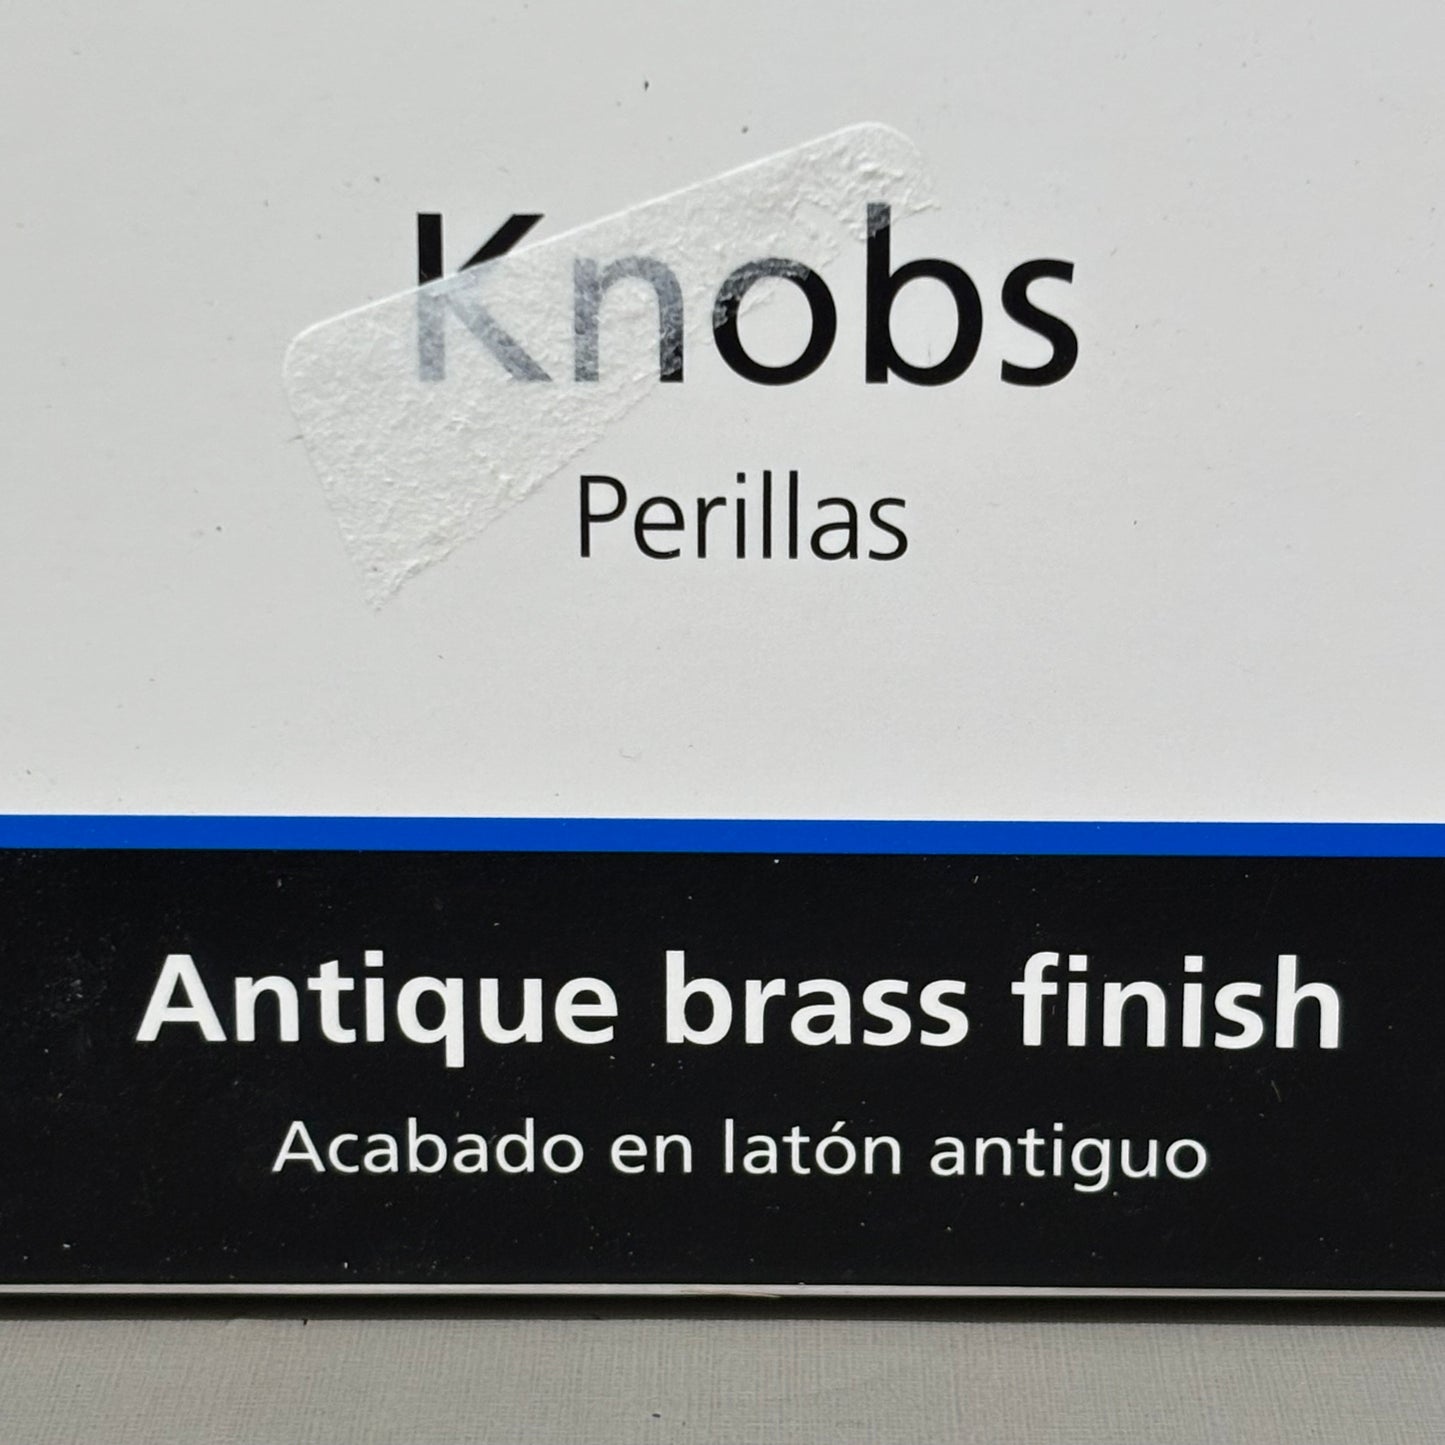 Knobs
Perillas
Antique brass finish
Acabado en latón antiguo